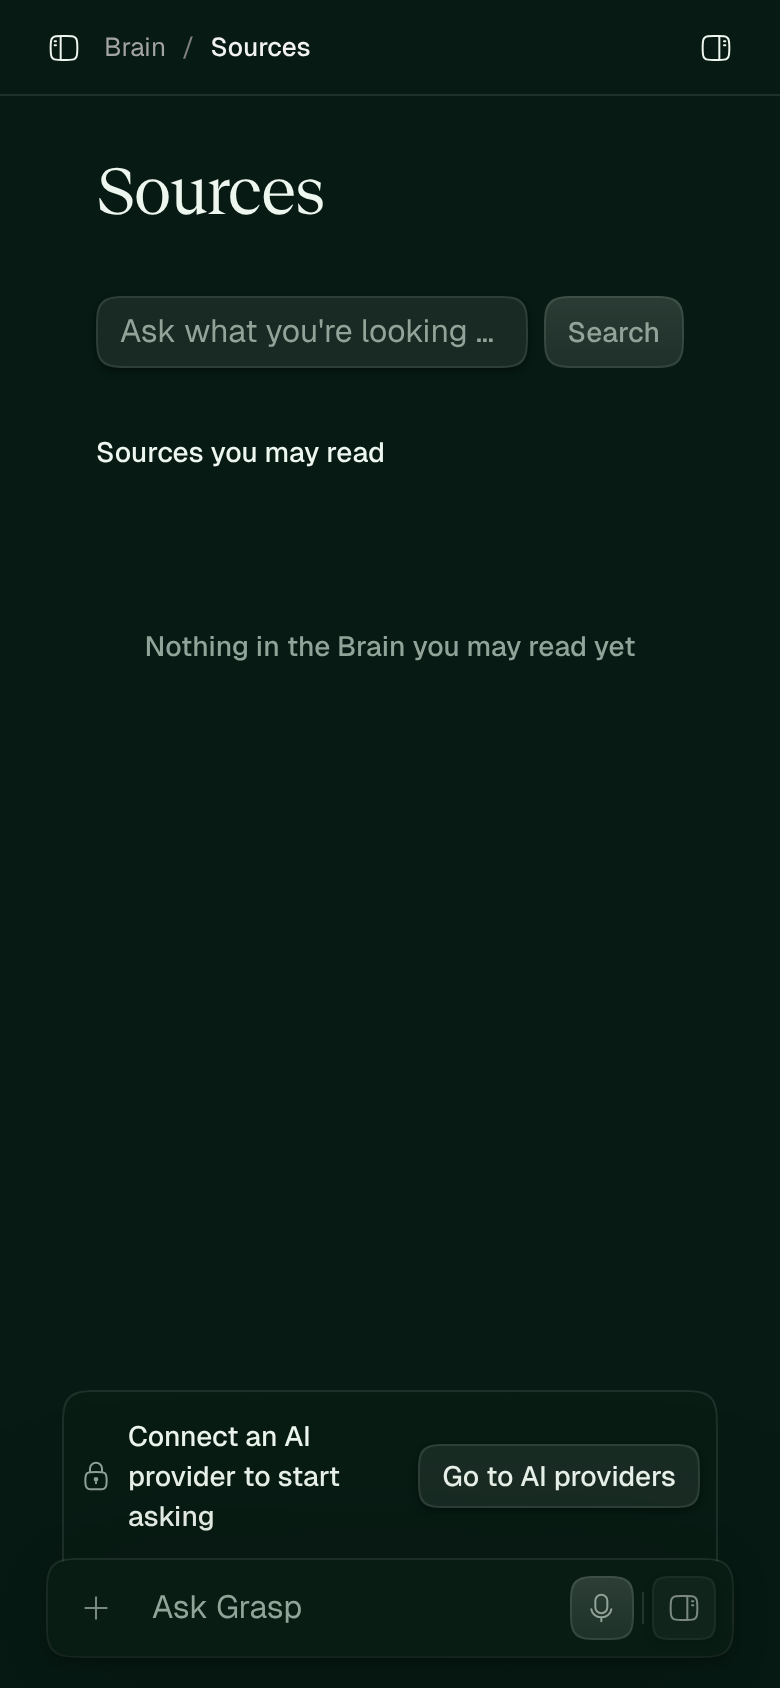 Brain / Sources
Sources
Ask what you're looking ...
Search
Sources you may read
Nothing in the Brain you may read yet
Connect an AI
provider to start
asking
Go to AI providers
Ask Grasp